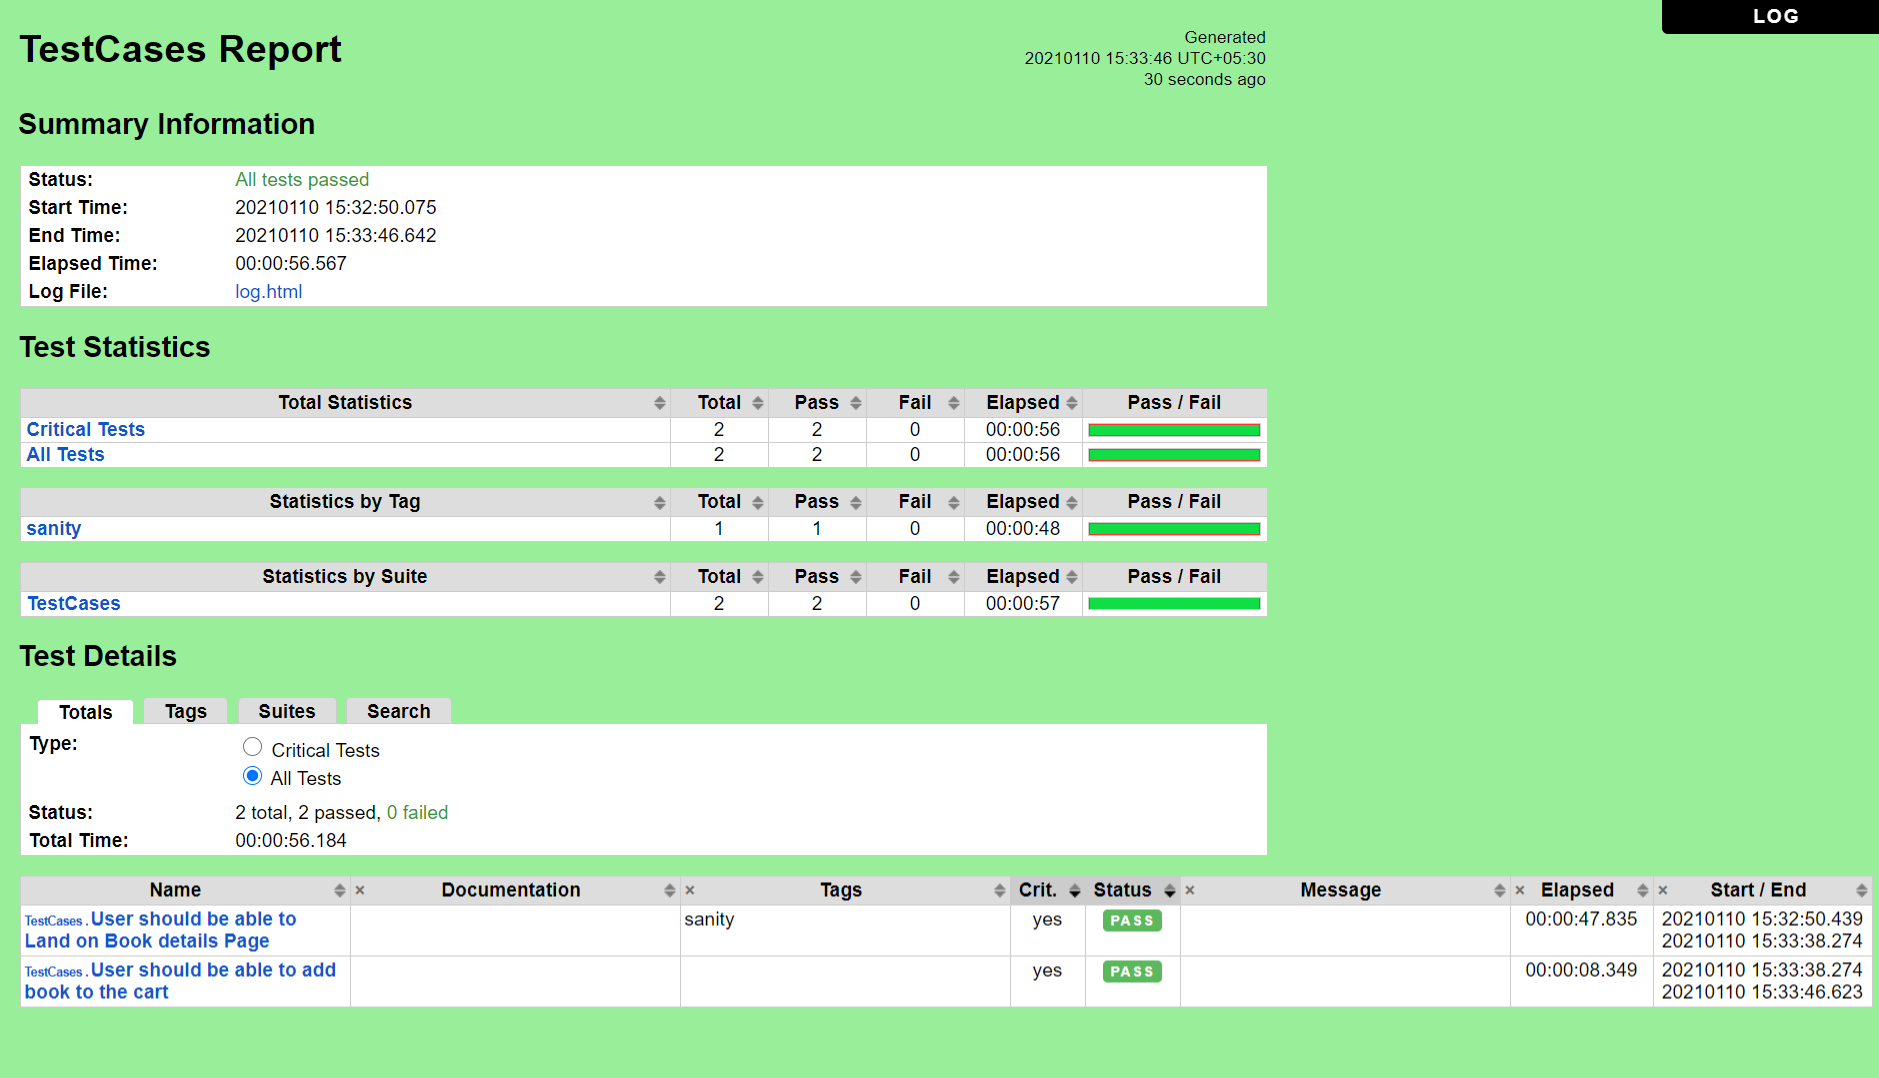 LOG
TestCases Report
Generated
20210110 15:33:46 UTC+05:30
30 seconds ago
Summary Information
Status: All tests passed
Start Time: 20210110 15:32:50.075
End Time: 20210110 15:33:46.642
Elapsed Time: 00:00:56.567
Log File: log.html
Test Statistics
Total Statistics Total Pass Fail Elapsed Pass / Fail
Critical Tests 2 2 0 00:00:56
All Tests 2 2 0 00:00:56
Statistics by Tag Total Pass Fail Elapsed Pass / Fail
sanity 1 1 0 00:00:48
Statistics by Suite Total Pass Fail Elapsed Pass / Fail
TestCases 2 2 0 00:00:57
Test Details
Totals Tags Suites Search
Type: Critical Tests
All Tests
Status: 2 total, 2 passed, 0 failed
Total Time: 00:00:56.184
Name × Documentation × Tags Crit. Status × Message × Elapsed × Start / End
TestCases . User should be able to sanity yes PASS 00:00:47.835 20210110 15:32:50.439
Land on Book details Page 20210110 15:33:38.274
TestCases . User should be able to add yes PASS 00:00:08.349 20210110 15:33:38.274
book to the cart 20210110 15:33:46.623